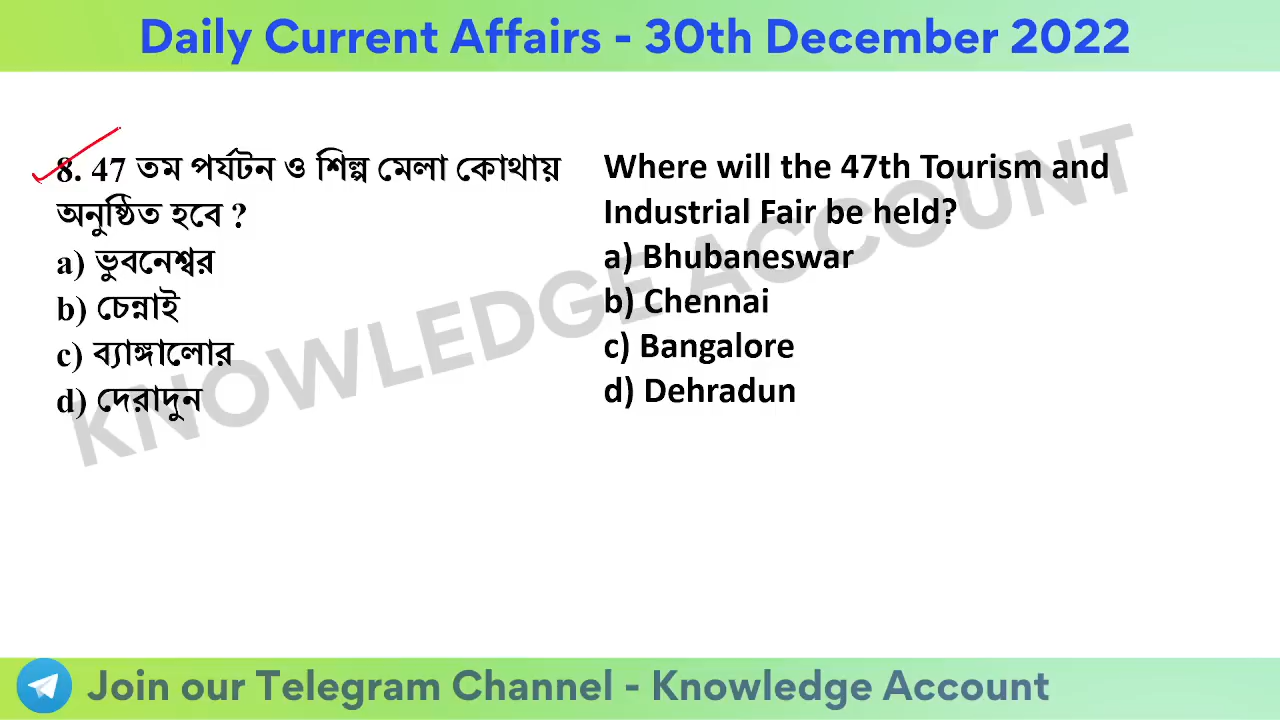 Daily Current Affairs - 30th December 2022
8. 47 তম পর্যটন ও শিল্প মেলা কোথায়
অনুষ্ঠিত হবে ?
a) ভুবনেশ্বর
b) চেন্নাই
c) ব্যাঙ্গালোর
d) দেরাদুন
Where will the 47th Tourism and
Industrial Fair be held?
a) Bhubaneswar
b) Chennai
c) Bangalore
d) Dehradun
KNOWLEDGE ACCOUNT
Join our Telegram Channel - Knowledge Account